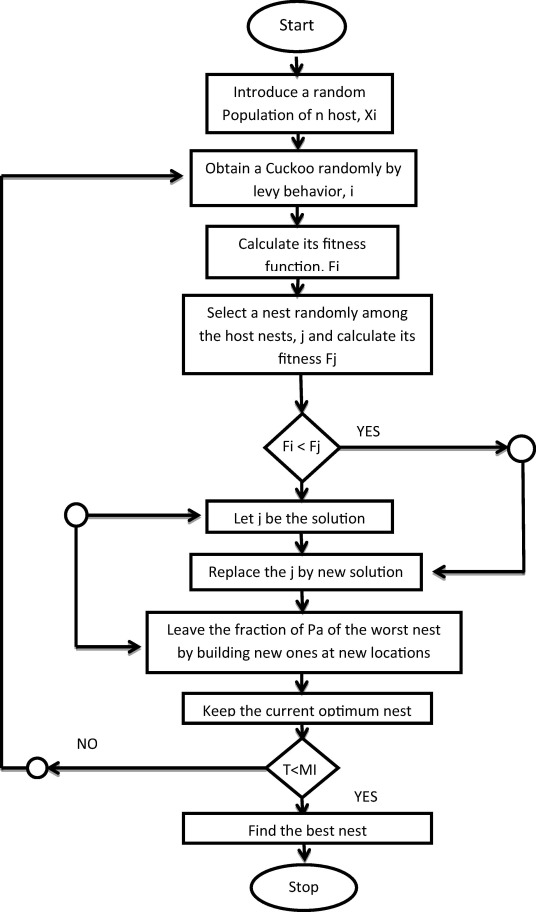 Start
Introduce a random
Population of n host, Xi
Obtain a Cuckoo randomly by
levy behavior, i
Calculate its fitness
function, Fi
Select a nest randomly among
the host nests, j and calculate its
fitness Fj
Fi < Fj
YES
Let j be the solution
Replace the j by new solution
Leave the fraction of Pa of the worst nest
by building new ones at new locations
Keep the current optimum nest
NO
T<MI
YES
Find the best nest
Stop